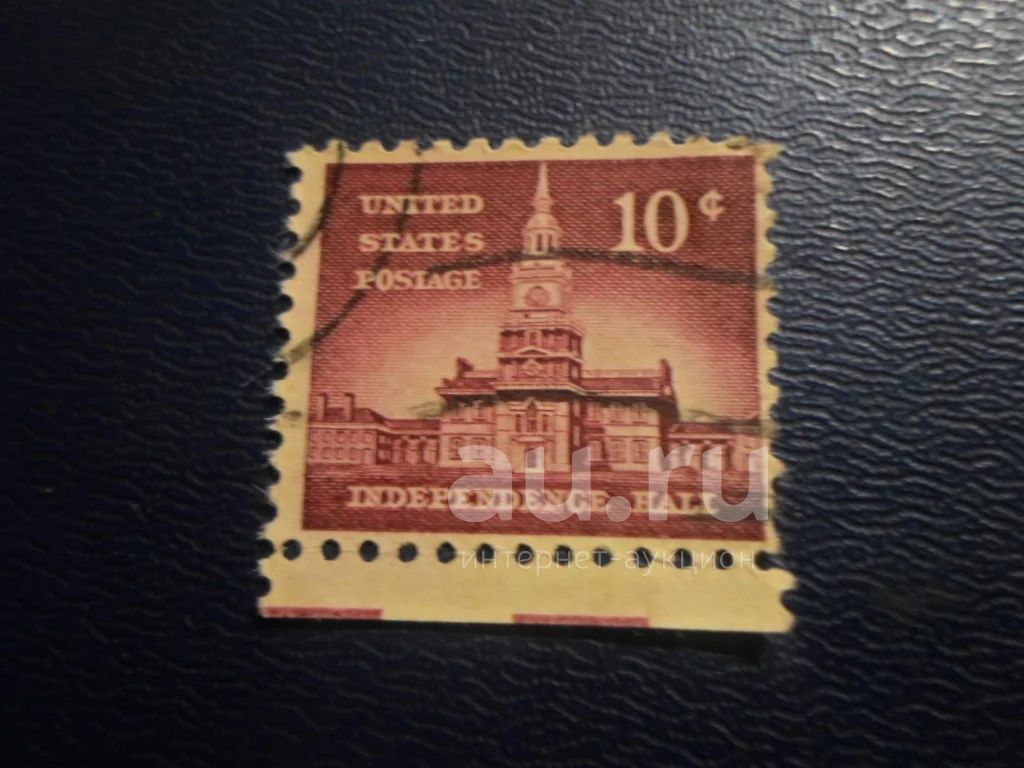 UNITED
STATES
POSTAGE
10¢
INDEPENDENCE HALL
au.ru
интернет-аукцион